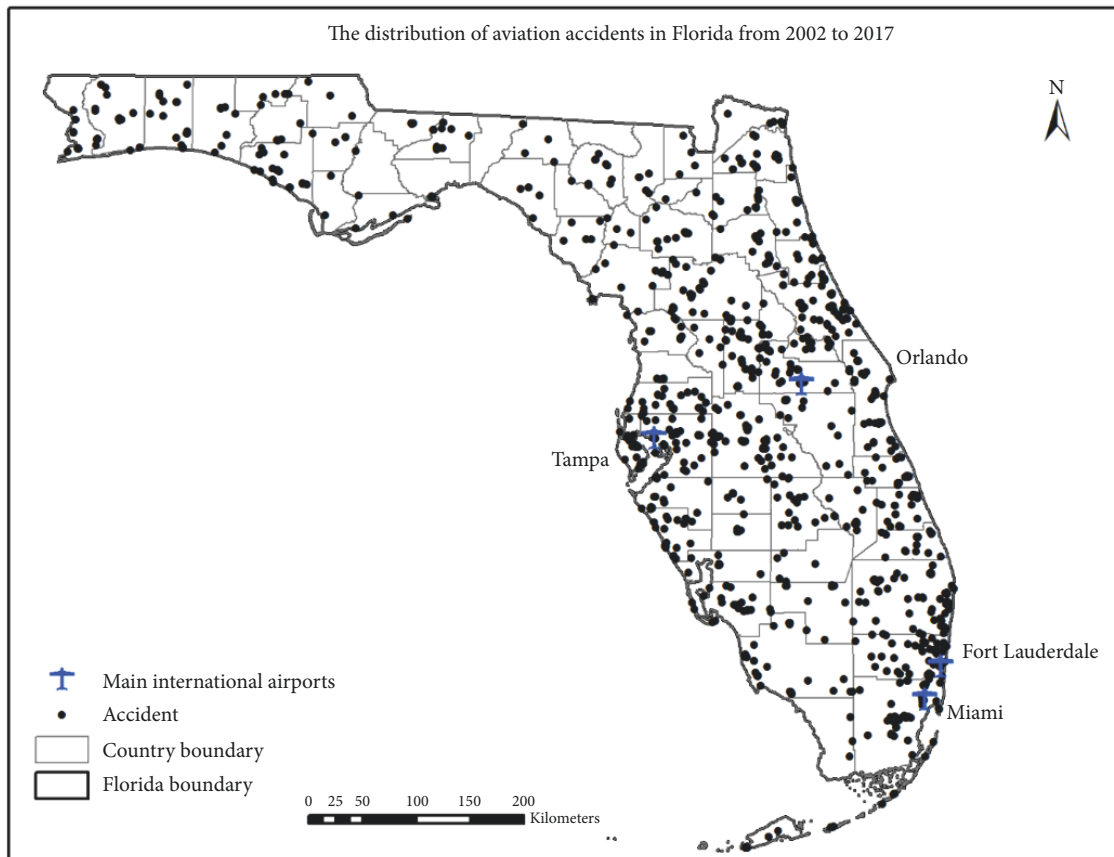 The distribution of aviation accidents in Florida from 2002 to 2017
N
Orlando
Tampa
Fort Lauderdale
Miami
Main international airports
Accident
Country boundary
Florida boundary
0 25 50 100 150 200
Kilometers